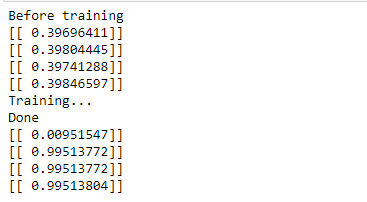 Before training
[[ 0.39696411]]
[[ 0.39804445]]
[[ 0.39741288]]
[[ 0.39846597]]
Training...
Done
[[ 0.00951547]]
[[ 0.99513772]]
[[ 0.99513772]]
[[ 0.99513804]]